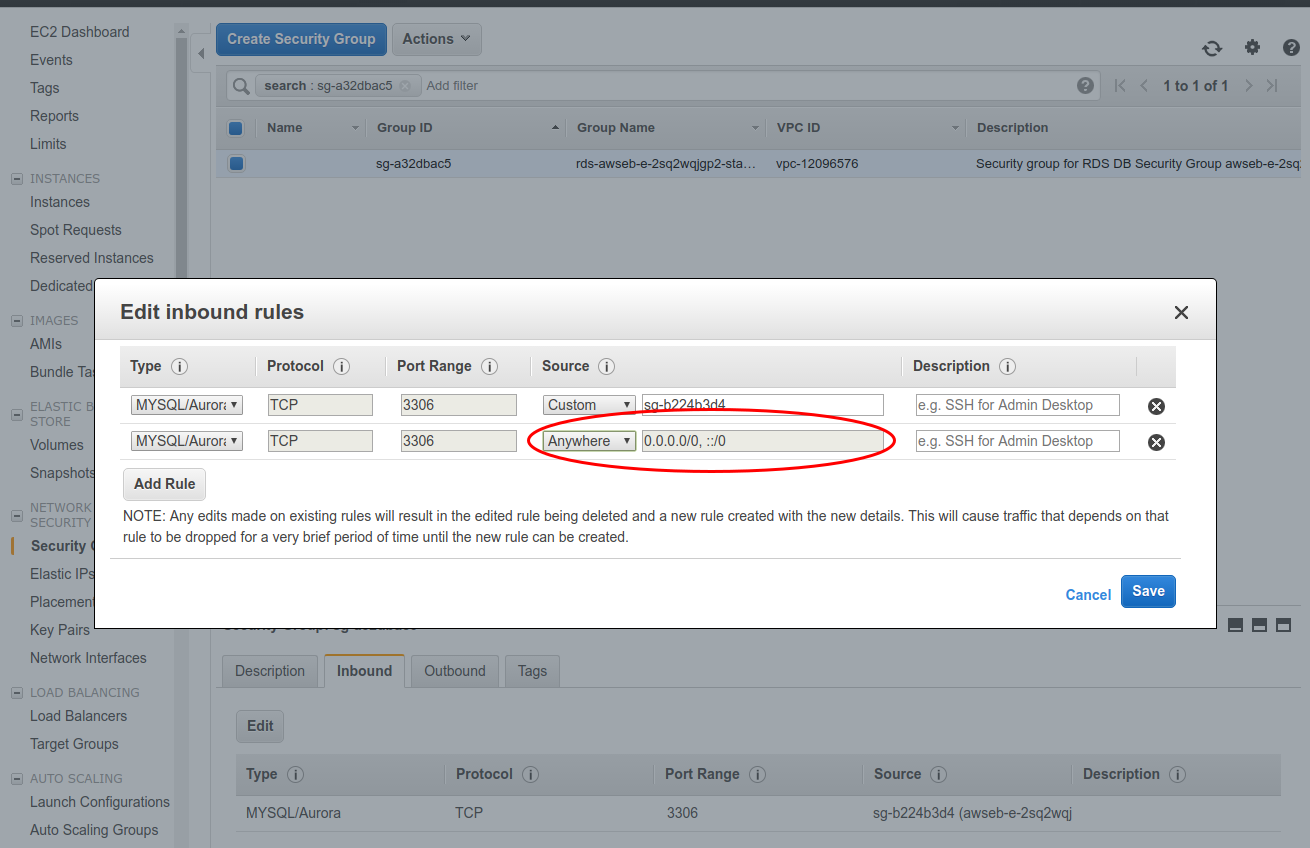 EC2 Dashboard
Events
Tags
Reports
Limits
INSTANCES
Instances
Spot Requests
Reserved Instances
Dedicated
IMAGES
AMIs
Bundle Tas
ELASTIC B
STORE
Volumes
Snapshots
NETWORK
SECURITY
Security G
Elastic IPs
Placement
Key Pairs
Network Interfaces
LOAD BALANCING
Load Balancers
Target Groups
AUTO SCALING
Launch Configurations
Auto Scaling Groups
Create Security Group Actions
search : sg-a32dbac5 Add filter 1 to 1 of 1
Name Group ID Group Name VPC ID Description
sg-a32dbac5 rds-awseb-e-2sq2wqjgp2-sta… vpc-12096576 Security group for RDS DB Security Group awseb-e-2sq
Edit inbound rules
Type Protocol Port Range Source Description
MYSQL/Aurora TCP 3306 Custom sg-b224b3d4 e.g. SSH for Admin Desktop
MYSQL/Aurora TCP 3306 Anywhere 0.0.0.0/0, ::/0 e.g. SSH for Admin Desktop
Add Rule
NOTE: Any edits made on existing rules will result in the edited rule being deleted and a new rule created with the new details. This will cause traffic that depends on that
rule to be dropped for a very brief period of time until the new rule can be created.
Cancel Save
Description Inbound Outbound Tags
Edit
Type Protocol Port Range Source Description
MYSQL/Aurora TCP 3306 sg-b224b3d4 (awseb-e-2sq2wqj